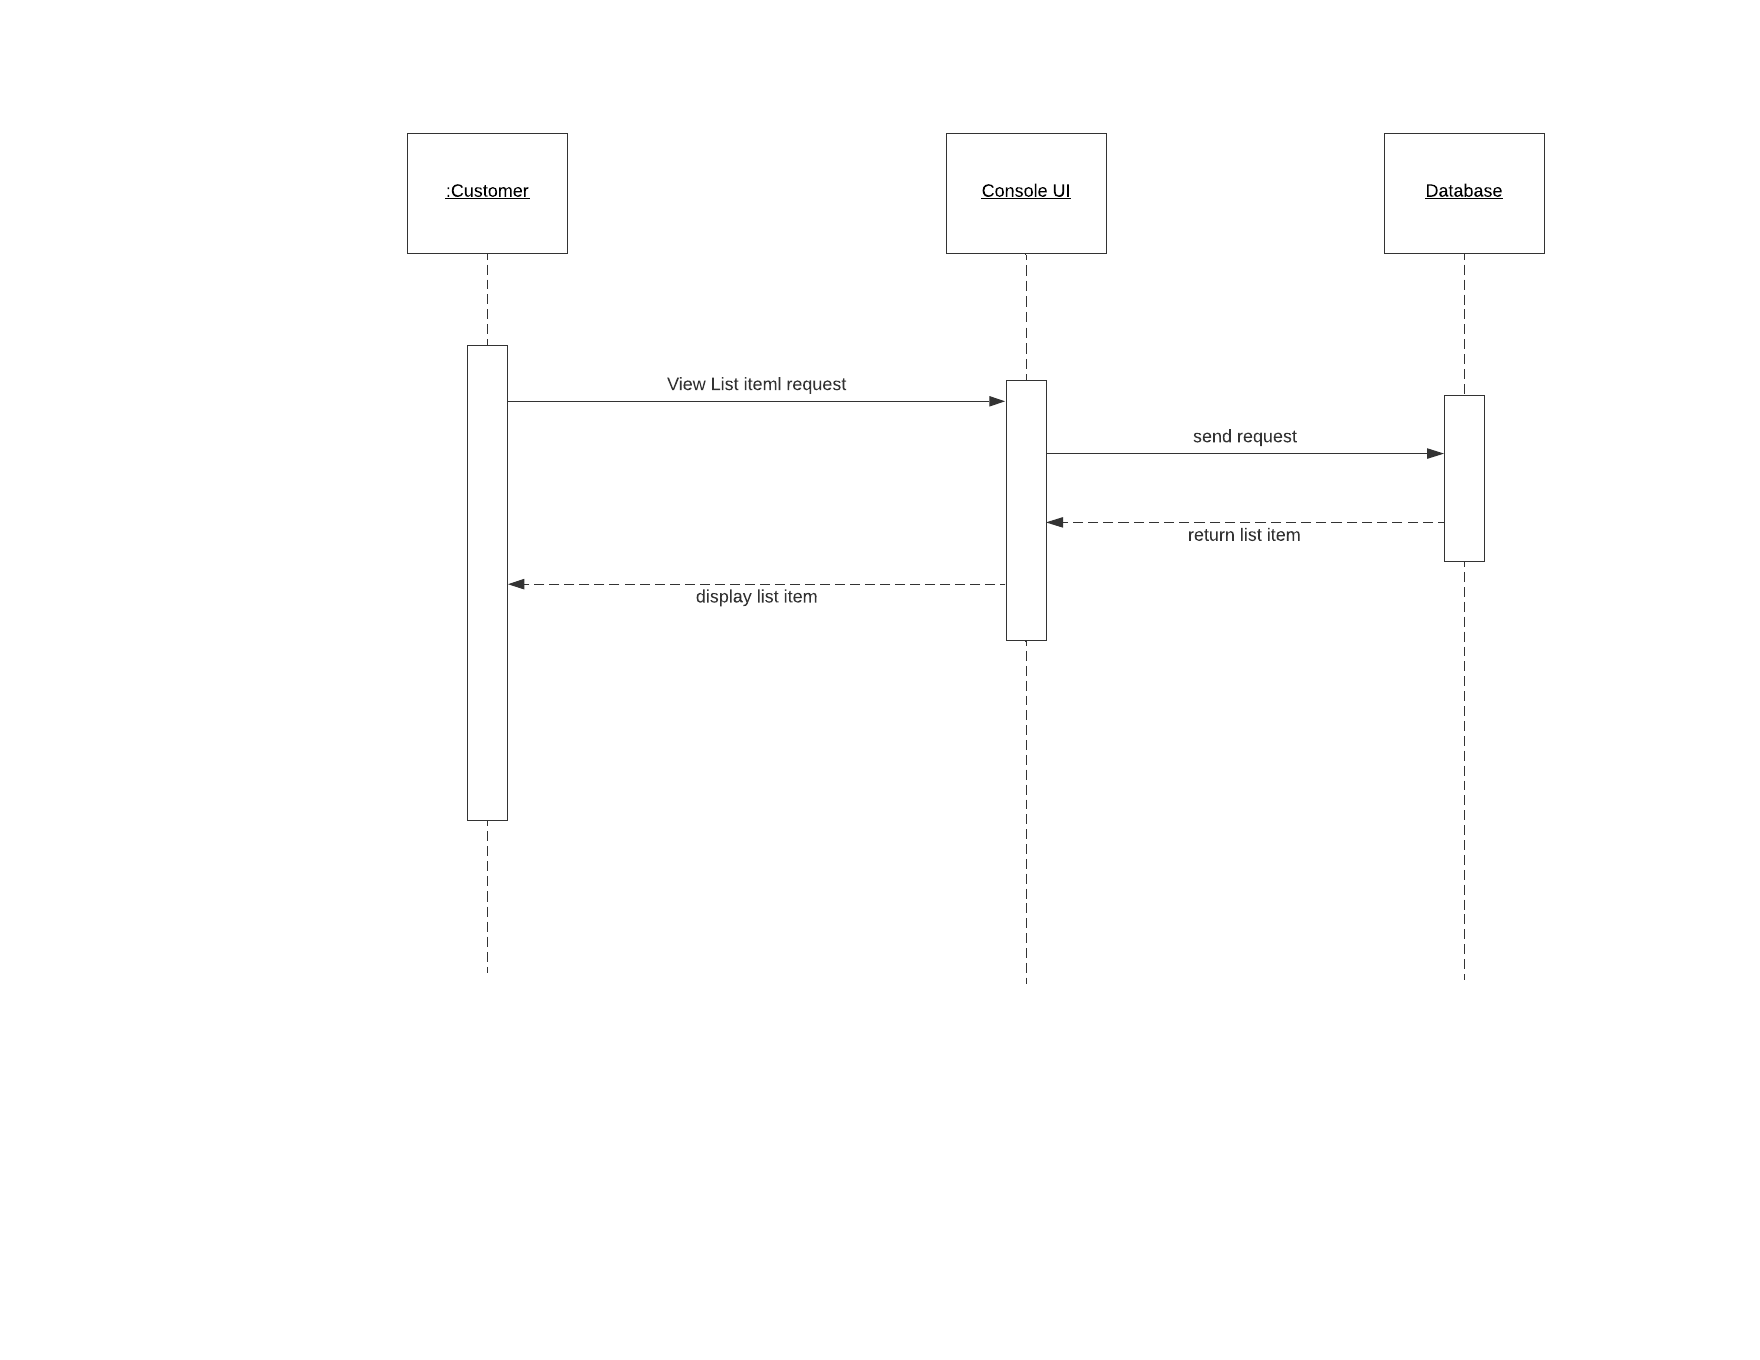 :Customer
Console UI
Database
View List iteml request
send request
return list item
display list item